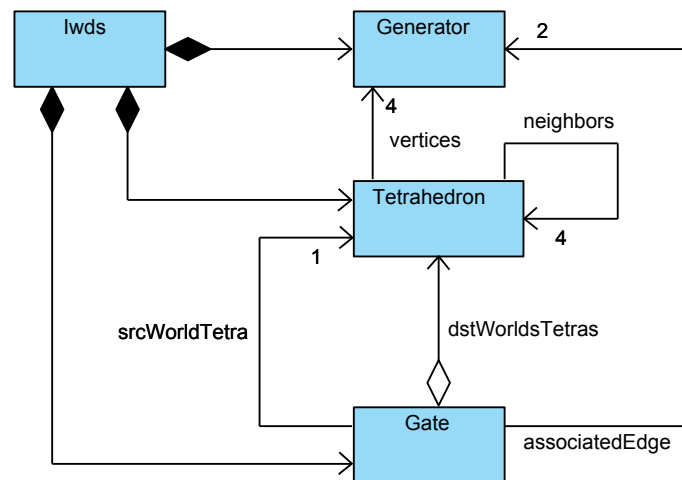 lwds
Generator
2
4
vertices
neighbors
Tetrahedron
4
1
srcWorldTetra
dstWorldsTetras
Gate
associatedEdge